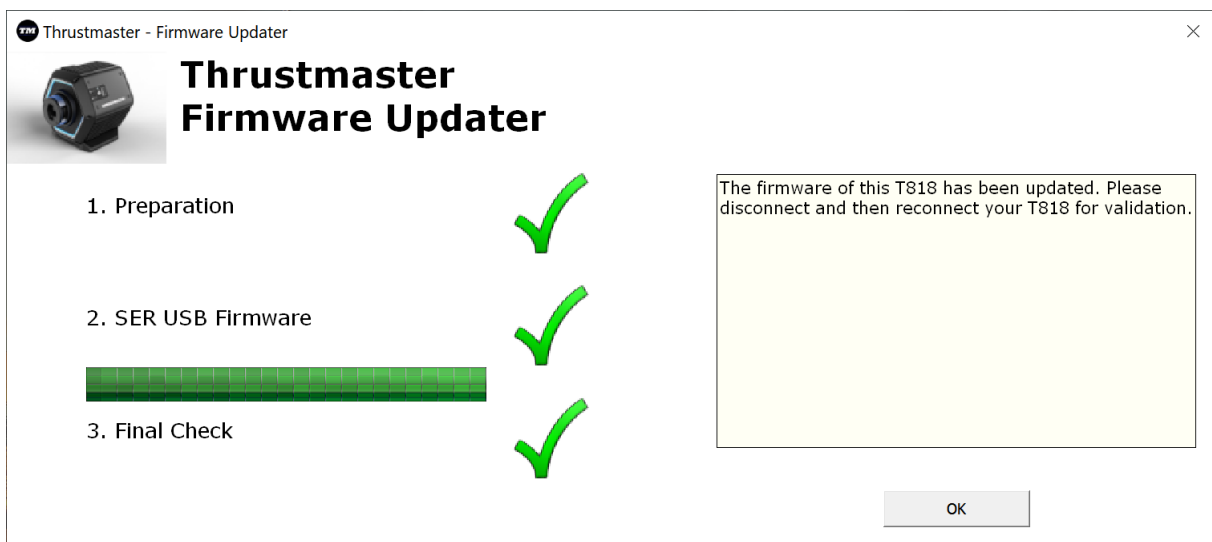 TM Thrustmaster - Firmware Updater
Thrustmaster
Firmware Updater
1. Preparation
2. SER USB Firmware
3. Final Check
The firmware of this T818 has been updated. Please
disconnect and then reconnect your T818 for validation.
OK